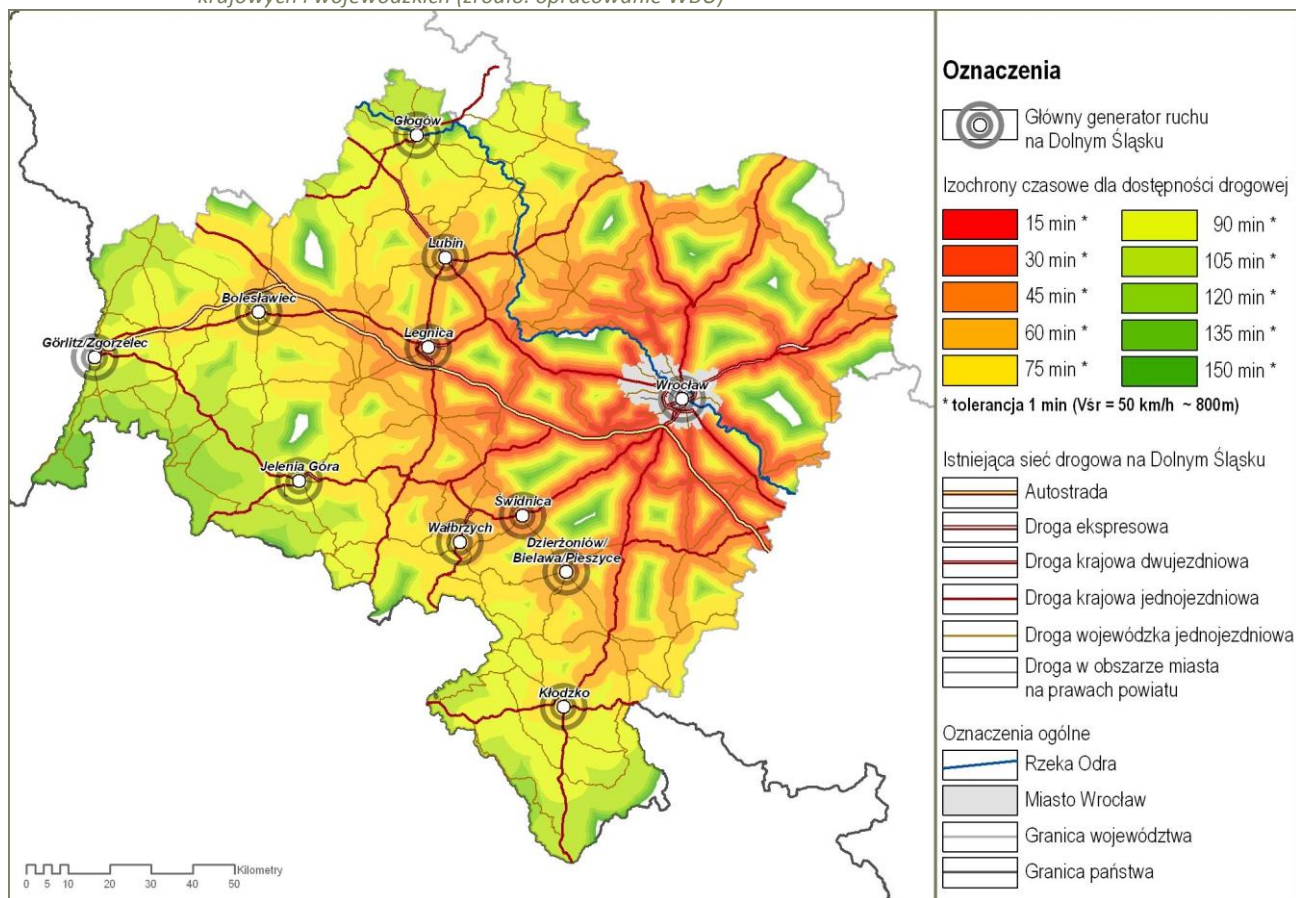 krajowych i wojewódzkich (źródło: opracowanie WBU)
Głogów
Lubin
Bolesławiec
Legnica
Görlitz/Zgorzelec
Wrocław
Jelenia Góra
Świdnica
Wałbrzych
Dzierżoniów/
Bielawa/Pieszyce
Kłodzko
Kilometry
0 5 10 20 30 40 50
Oznaczenia
Główny generator ruchu
na Dolnym Śląsku
Izochrony czasowe dla dostępności drogowej
15 min * 90 min *
30 min * 105 min *
45 min * 120 min *
60 min * 135 min *
75 min * 150 min *
* tolerancja 1 min (Vśr = 50 km/h ~ 800m)
Istniejąca sieć drogowa na Dolnym Śląsku
Autostrada
Droga ekspresowa
Droga krajowa dwujezdniowa
Droga krajowa jednojezdniowa
Droga wojewódzka jednojezdniowa
Droga w obszarze miasta
na prawach powiatu
Oznaczenia ogólne
Rzeka Odra
Miasto Wrocław
Granica województwa
Granica państwa